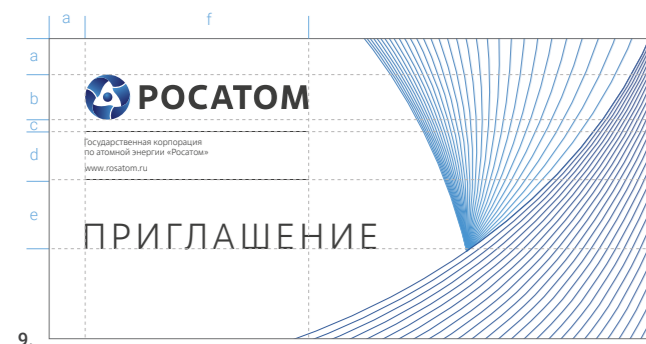 a f
a
b
РОСАТОМ
c
Государственная корпорация
d
по атомной энергии «Росатом»
www.rosatom.ru
e
ПРИГЛАШЕНИЕ
9.